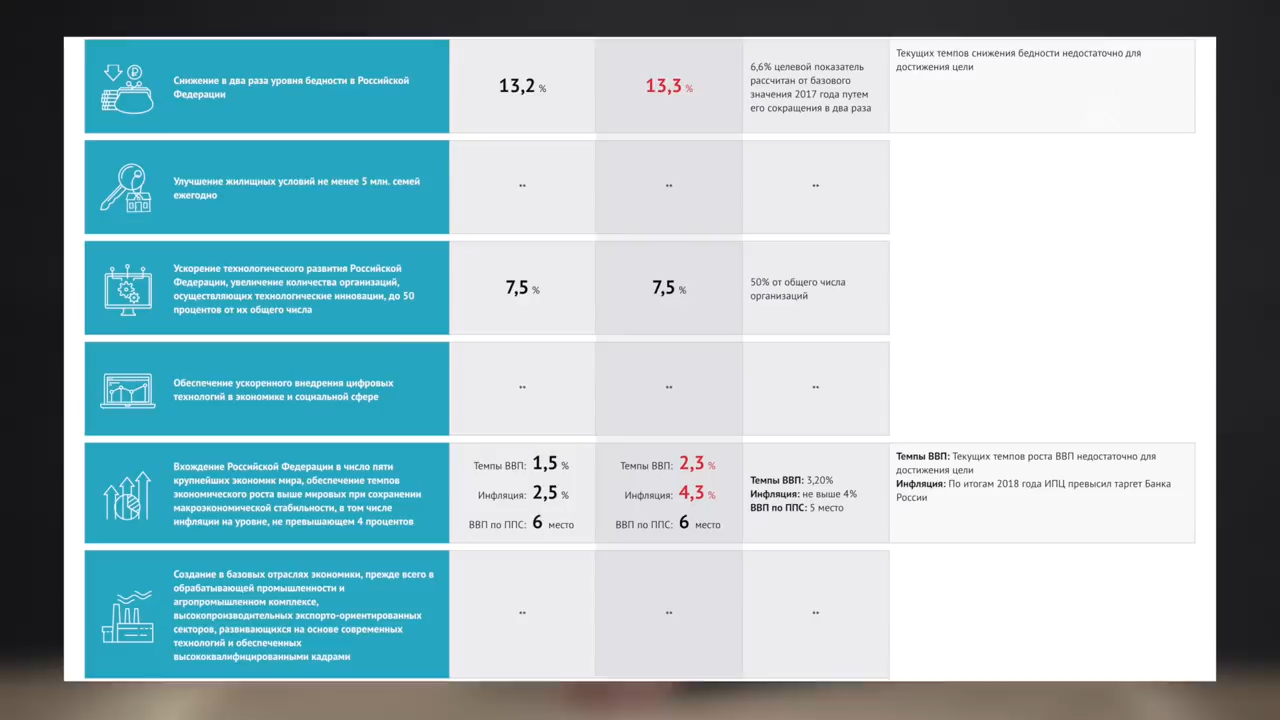 Снижение в два раза уровня бедности в Российской
Федерации
13,2 %
13,3 %
6,6% целевой показатель
рассчитан от базового
значения 2017 года путем
его сокращения в два раза
Текущих темпов снижения бедности недостаточно для
достижения цели
Улучшение жилищных условий не менее 5 млн. семей
ежегодно
**
**
**
Ускорение технологического развития Российской
Федерации, увеличение количества организаций,
осуществляющих технологические инновации, до 50
процентов от их общего числа
7,5 %
7,5 %
50% от общего числа
организаций
Обеспечение ускоренного внедрения цифровых
технологий в экономике и социальной сфере
**
**
**
Вхождение Российской Федерации в число пяти
крупнейших экономик мира, обеспечение темпов
экономического роста выше мировых при сохранении
макроэкономической стабильности, в том числе
инфляции на уровне, не превышающем 4 процентов
Темпы ВВП: 1,5 %
Инфляция: 2,5 %
ВВП по ППС: 6 место
Темпы ВВП: 2,3 %
Инфляция: 4,3 %
ВВП по ППС: 6 место
Темпы ВВП: 3,20%
Инфляция: не выше 4%
ВВП по ППС: 5 место
Темпы ВВП: Текущих темпов роста ВВП недостаточно для
достижения цели
Инфляция: По итогам 2018 года ИПЦ превысил таргет Банка
России
Создание в базовых отраслях экономики, прежде всего в
обрабатывающей промышленности и
агропромышленном комплексе,
высокопроизводительных экспорто-ориентированных
секторов, развивающихся на основе современных
технологий и обеспеченных
высококвалифицированными кадрами
**
**
**